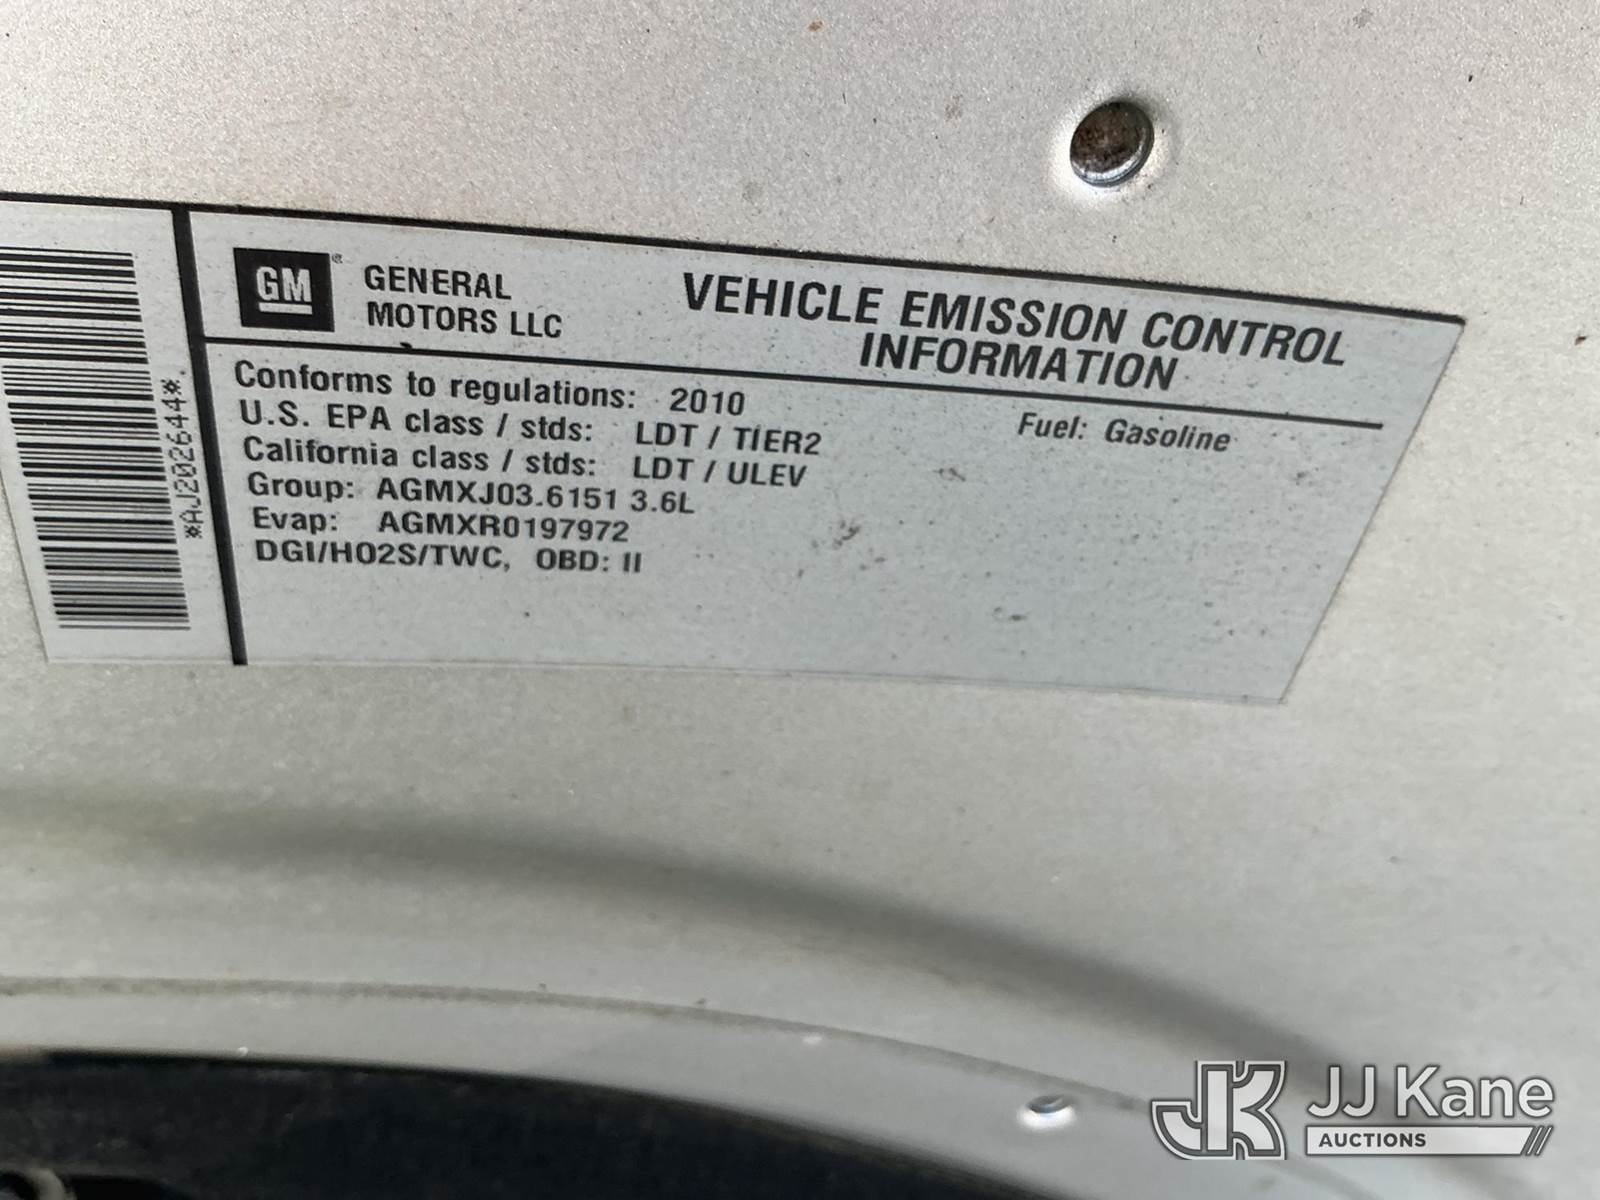 GM
GENERAL
MOTORS LLC
VEHICLE EMISSION CONTROL
INFORMATION
Conforms to regulations: 2010
Fuel: Gasoline
U.S. EPA class / stds: LDT / TIER2
California class / stds: LDT / ULEV
Group: AGMXJ03.6151 3.6L
Evap: AGMXR0197972
DGI/HO2S/TWC, OBD: II
*AJ202644*
JK JJ Kane
AUCTIONS